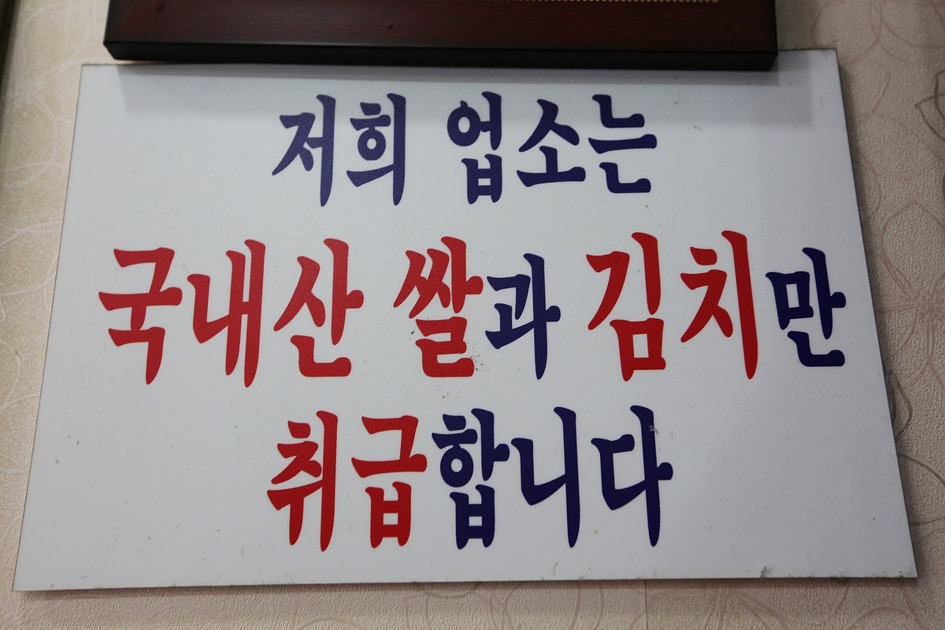 저희 업소는
국내산 쌀과 김치만
취급합니다